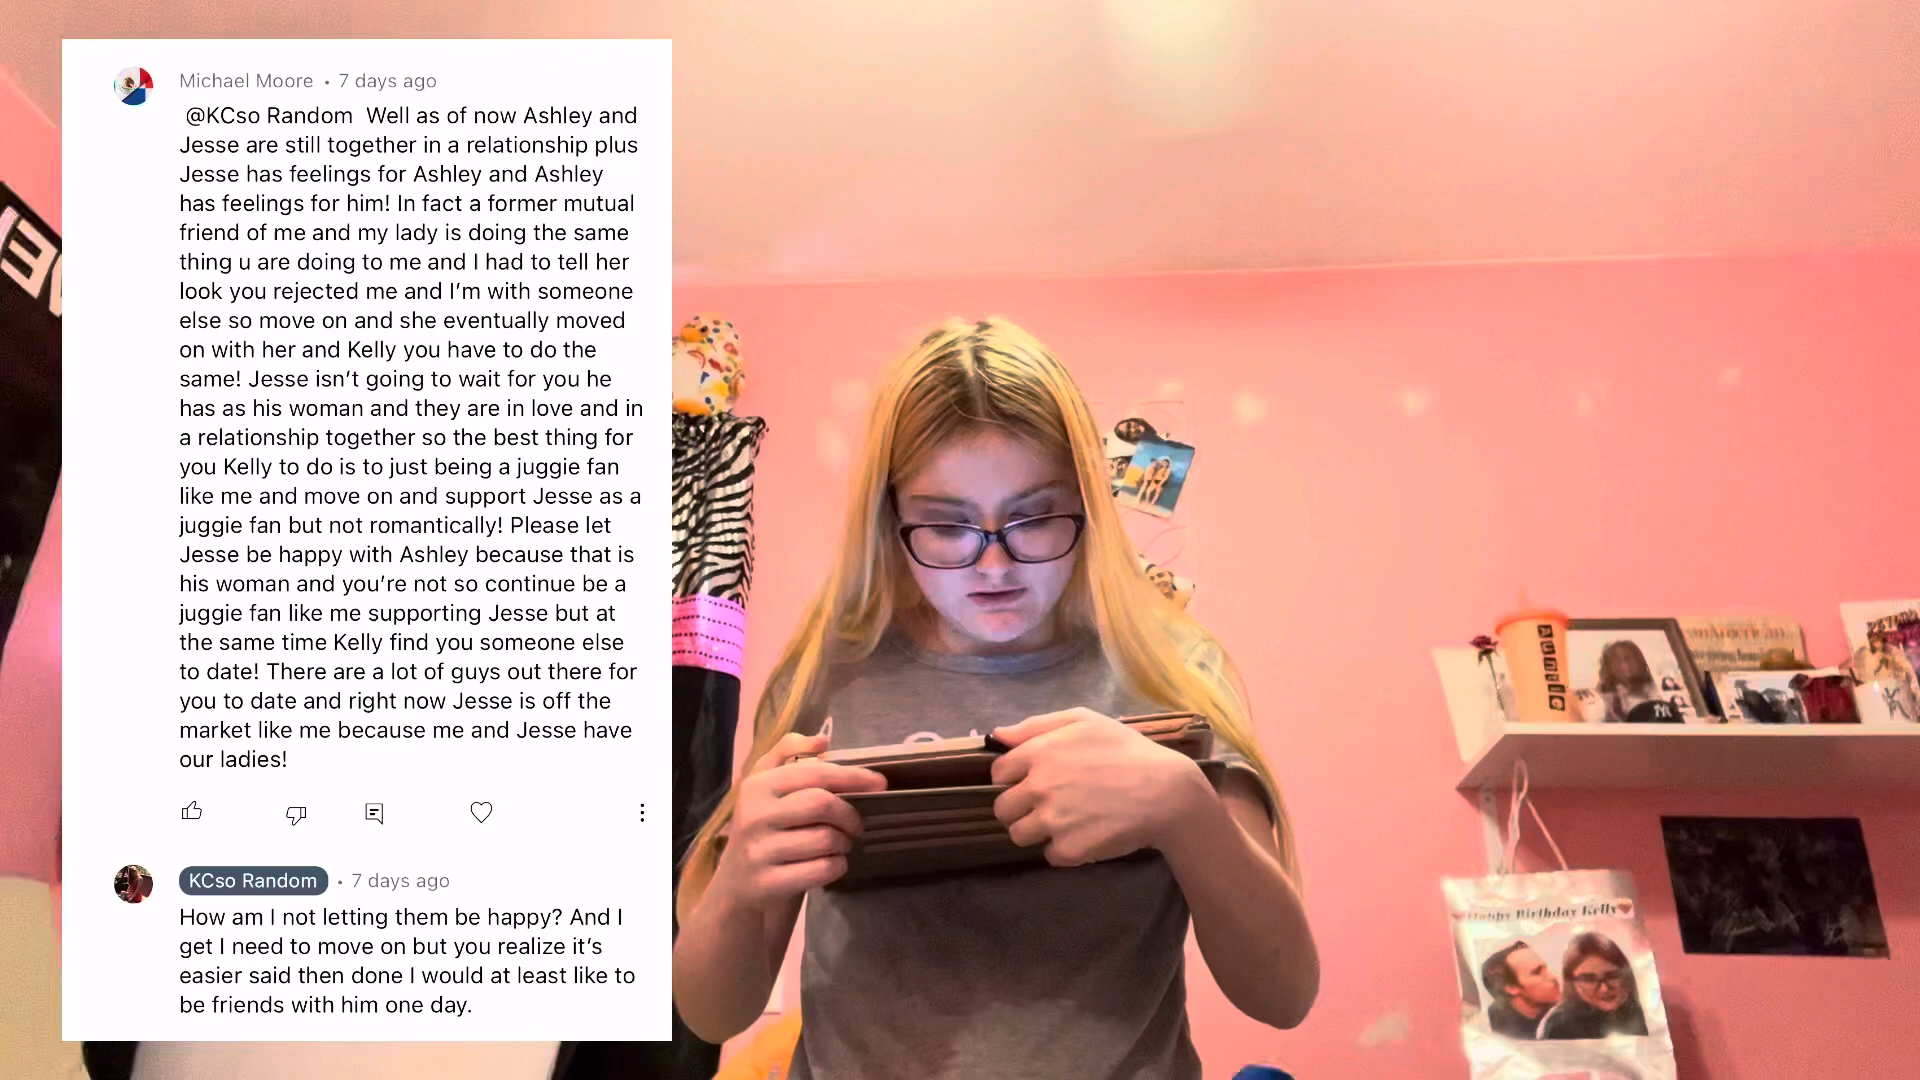 Michael Moore • 7 days ago
@KCso Random Well as of now Ashley and
Jesse are still together in a relationship plus
Jesse has feelings for Ashley and Ashley
has feelings for him! In fact a former mutual
friend of me and my lady is doing the same
thing u are doing to me and I had to tell her
look you rejected me and I'm with someone
else so move on and she eventually moved
on with her and Kelly you have to do the
same! Jesse isn't going to wait for you he
has as his woman and they are in love and in
a relationship together so the best thing for
you Kelly to do is to just being a juggie fan
like me and move on and support Jesse as a
juggie fan but not romantically! Please let
Jesse be happy with Ashley because that is
his woman and you're not so continue be a
juggie fan like me supporting Jesse but at
the same time Kelly find you someone else
to date! There are a lot of guys out there for
you to date and right now Jesse is off the
market like me because me and Jesse have
our ladies!
KCso Random • 7 days ago
How am I not letting them be happy? And I
get I need to move on but you realize it's
easier said then done I would at least like to
be friends with him one day.
Happy Birthday Kelly